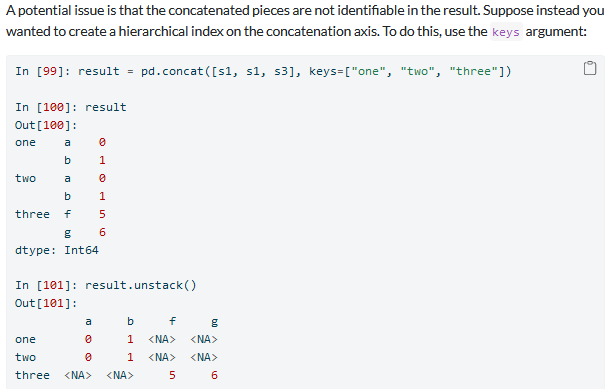 A potential issue is that the concatenated pieces are not identifiable in the result. Suppose instead you
wanted to create a hierarchical index on the concatenation axis. To do this, use the keys argument:
In [99]: result = pd.concat([s1, s1, s3], keys=["one", "two", "three"])
In [100]: result
Out[100]:
one    a    0
       b    1
two    a    0
       b    1
three  f    5
       g    6
dtype: Int64
In [101]: result.unstack()
Out[101]:
          a     b     f     g
one       0     1  <NA>  <NA>
two       0     1  <NA>  <NA>
three  <NA>  <NA>     5     6